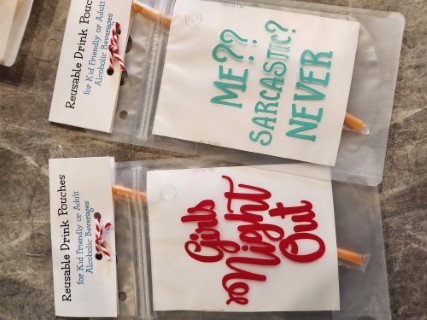 Reusable Drink Pouches
for Kid Friendly or Adult
Alcoholic Beverages
Girls
Night
Out
Reusable Drink Pouc
for Kid Friendly or Adult
Alcoholic Beverages
ME??
SARCASTIC?
NEVER